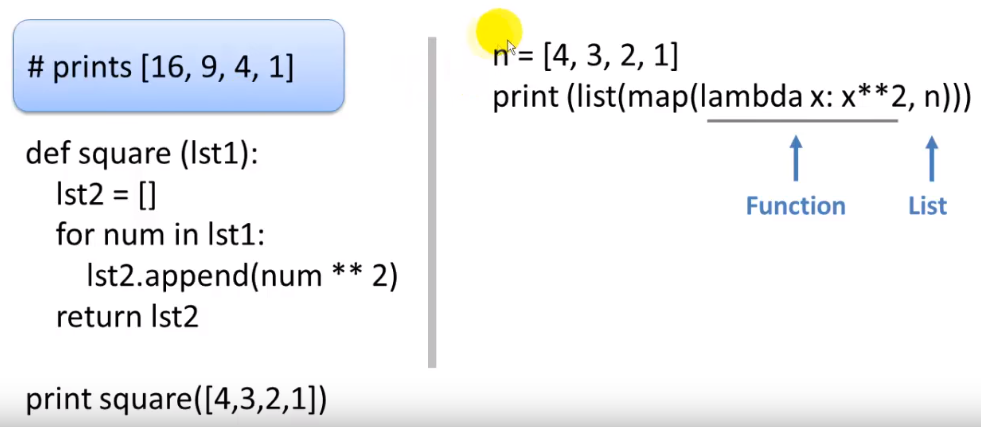 # prints [16, 9, 4, 1]
def square (lst1):
lst2 = []
for num in lst1:
lst2.append(num ** 2)
return lst2
print square([4,3,2,1])
n = [4, 3, 2, 1]
print (list(map(lambda x: x**2, n)))
Function List